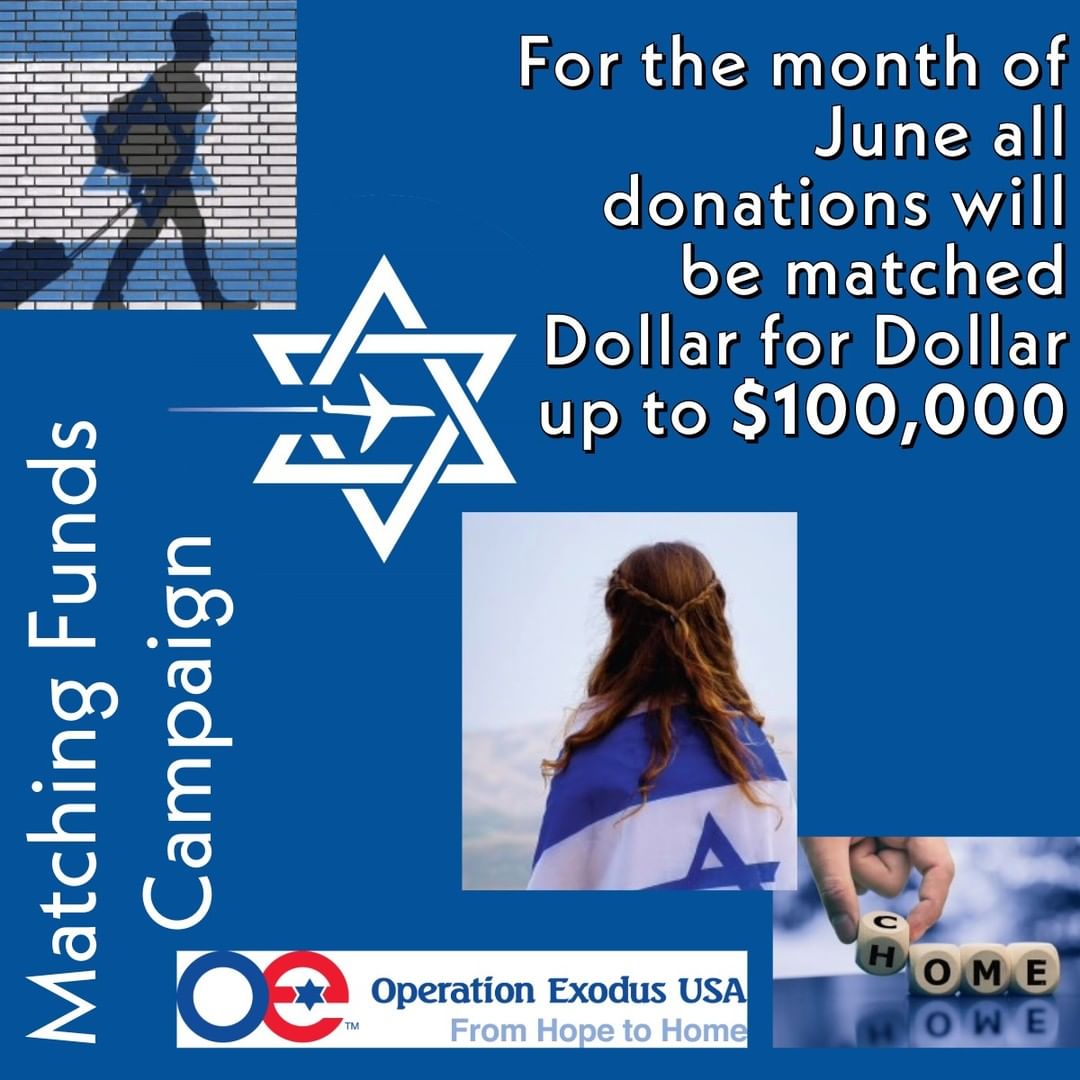 For the month of
June all
donations will
be matched
Dollar for Dollar
up to $100,000
Matching Funds
Campaign
C
H O M E
H O M E
oe™
Operation Exodus USA
From Hope to Home